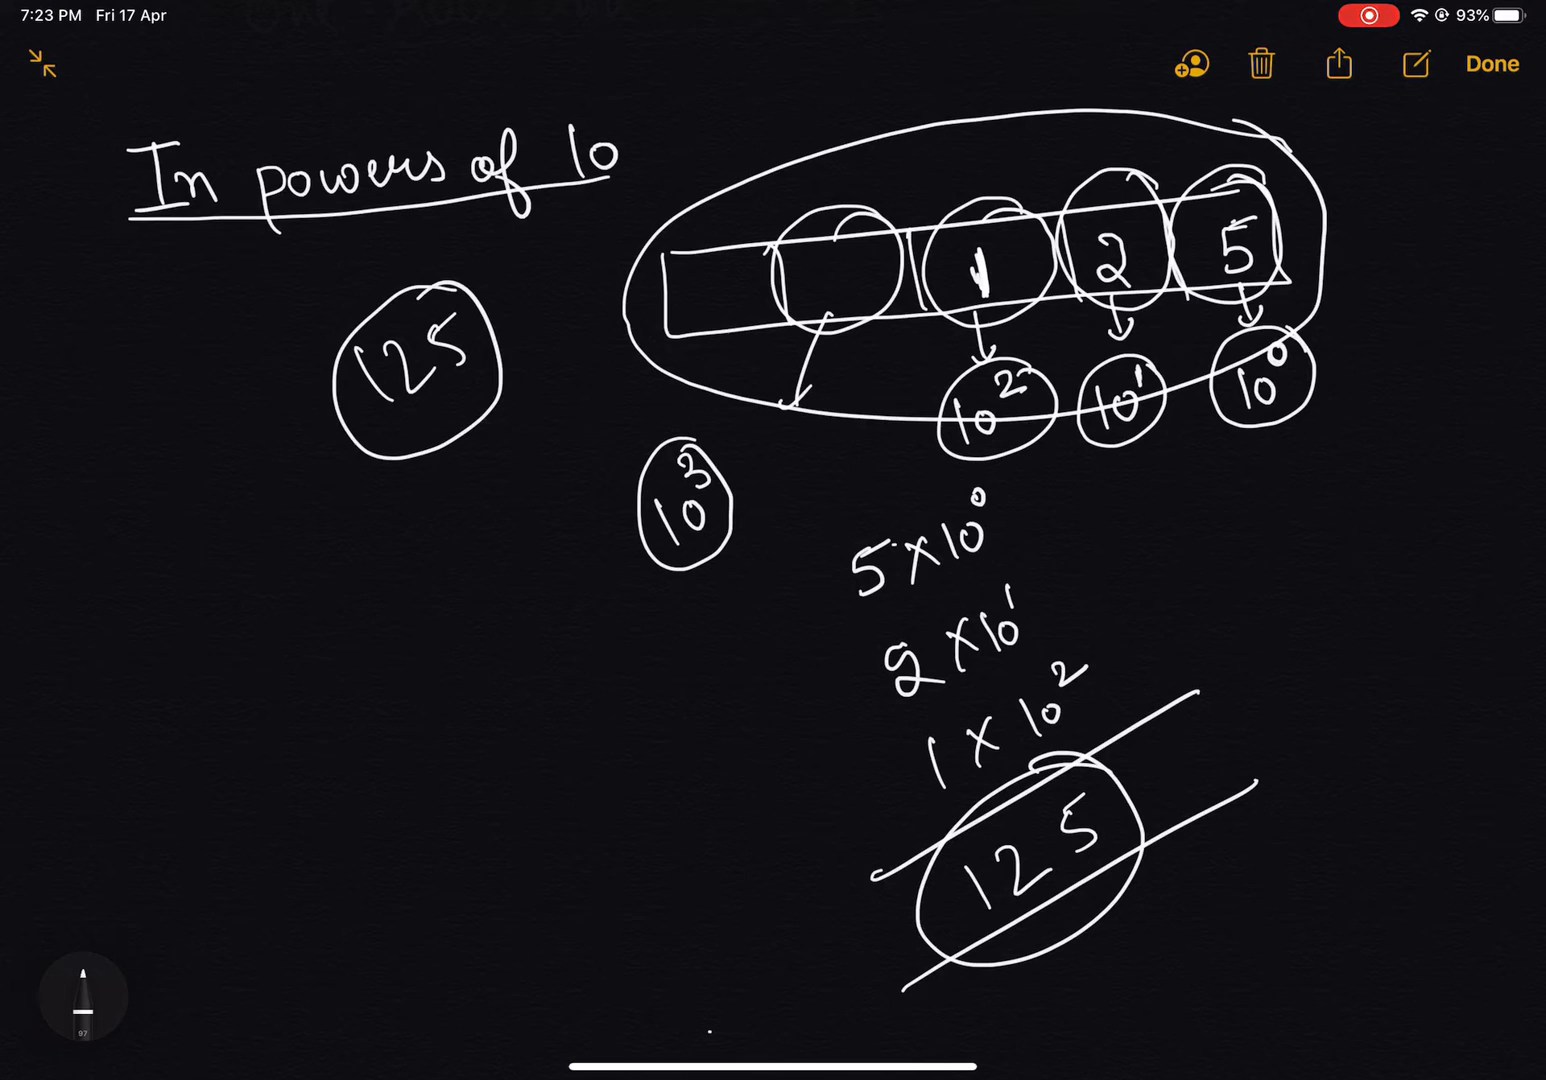 7:23 PM Fri 17 Apr
93%
Done
In powers of 10
1 2 5
125
10² 10¹ 10⁰
10³
5 × 10⁰
2 × 10¹
1 × 10²
125
97